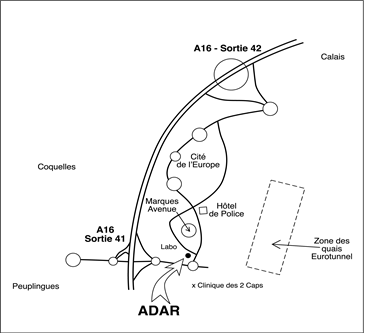 A16 - Sortie 42
Calais
Cité
de l'Europe
Coquelles
Marques
Avenue
Hôtel
de Police
A16
Sortie 41
Labo
Zone des
quais
Eurotunnel
Peuplingues
x Clinique des 2 Caps
ADAR